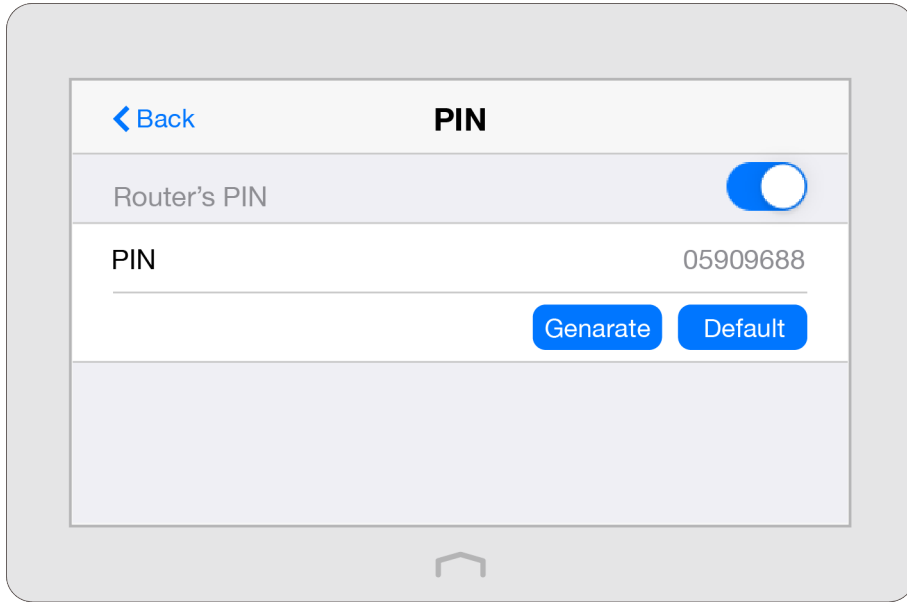 Back
PIN
Router's PIN
PIN 05909688
Genarate Default